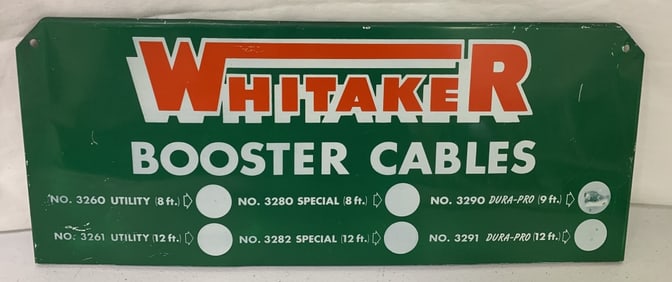 WHITAKER
BOOSTER CABLES
NO. 3260 UTILITY (8 ft.) NO. 3280 SPECIAL (8 ft.) NO. 3290 DURA-PRO (9 ft.)
NO. 3261 UTILITY (12 ft.) NO. 3282 SPECIAL (12 ft.) NO. 3291 DURA-PRO (12 ft.)